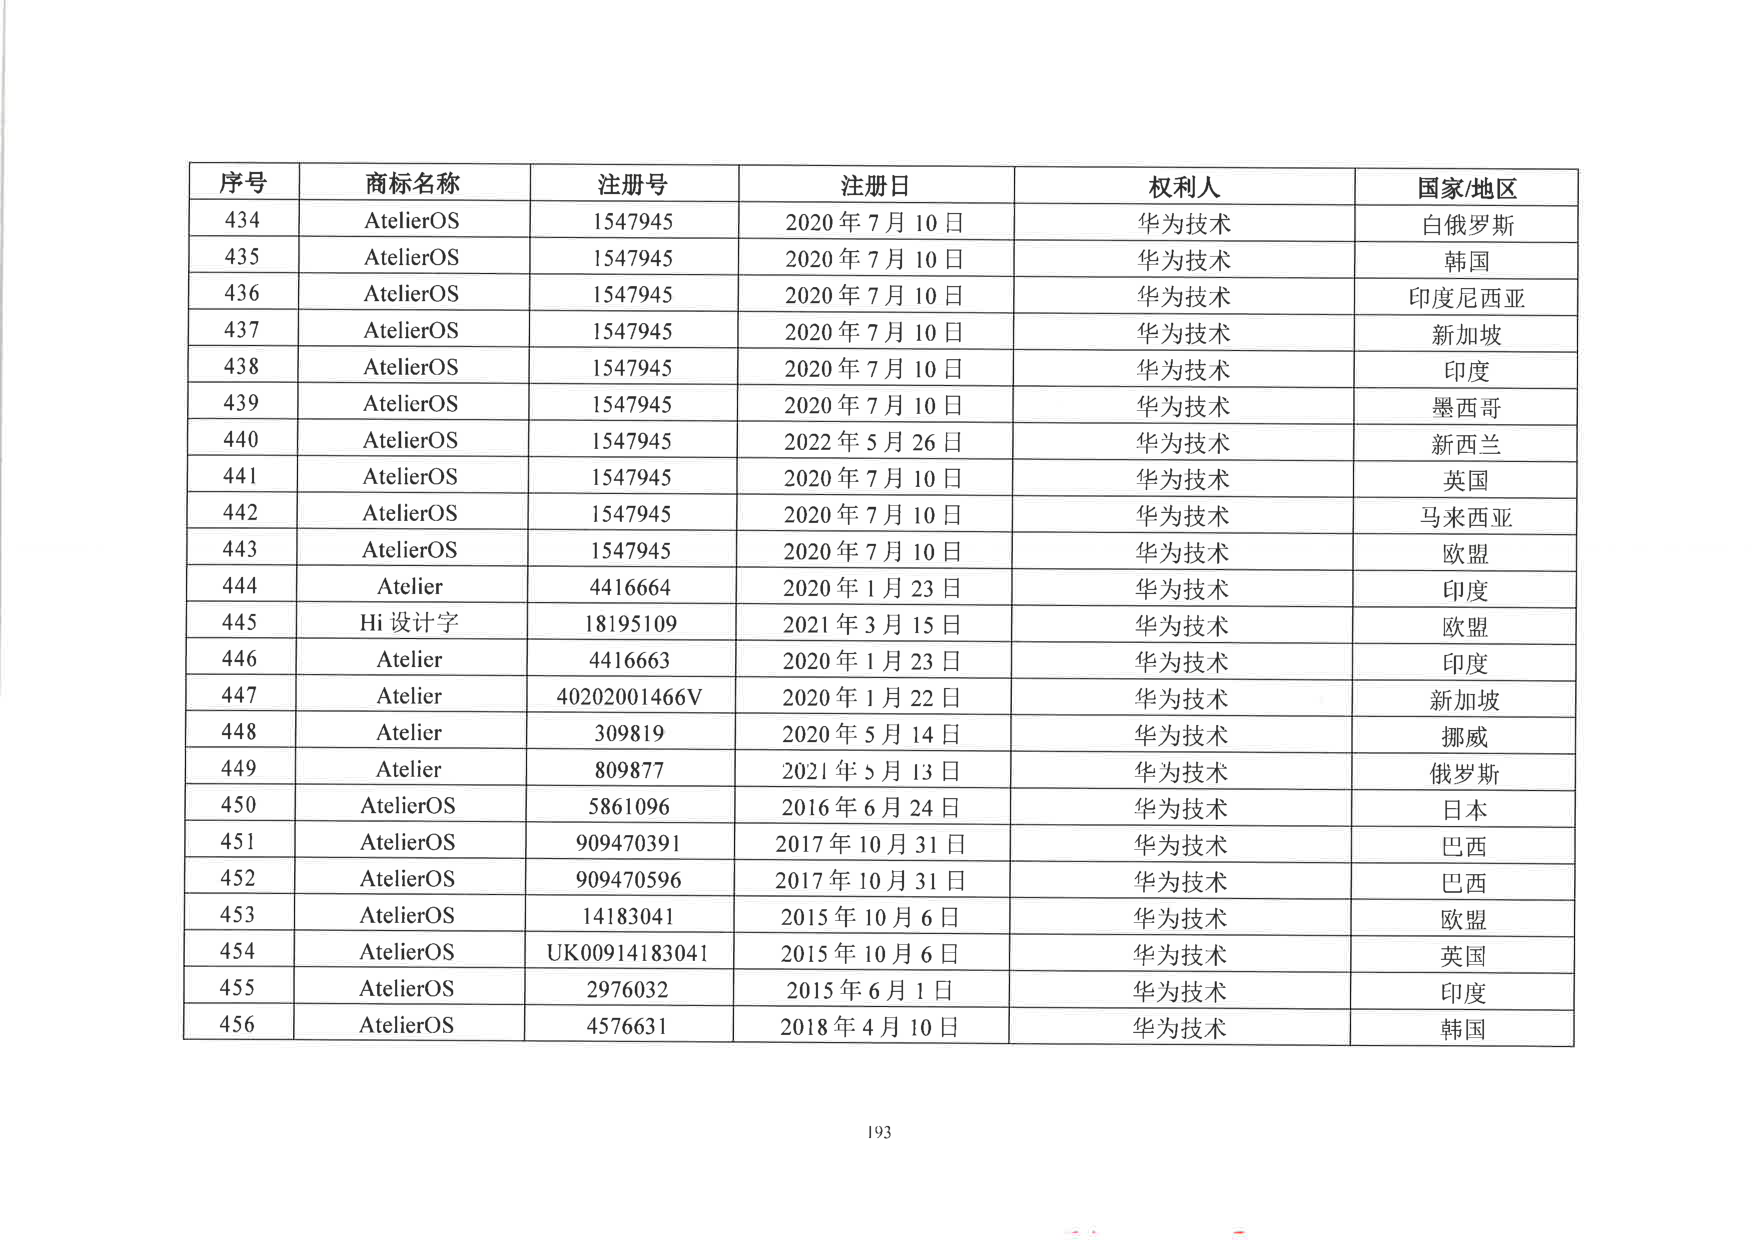 序号 商标名称 注册号 注册日 权利人 国家/地区
434 AtelierOS 1547945 2020年7月10日 华为技术 白俄罗斯
435 AtelierOS 1547945 2020年7月10日 华为技术 韩国
436 AtelierOS 1547945 2020年7月10日 华为技术 印度尼西亚
437 AtelierOS 1547945 2020年7月10日 华为技术 新加坡
438 AtelierOS 1547945 2020年7月10日 华为技术 印度
439 AtelierOS 1547945 2020年7月10日 华为技术 墨西哥
440 AtelierOS 1547945 2022年5月26日 华为技术 新西兰
441 AtelierOS 1547945 2020年7月10日 华为技术 英国
442 AtelierOS 1547945 2020年7月10日 华为技术 马来西亚
443 AtelierOS 1547945 2020年7月10日 华为技术 欧盟
444 Atelier 4416664 2020年1月23日 华为技术 印度
445 Hi 设计字 18195109 2021年3月15日 华为技术 欧盟
446 Atelier 4416663 2020年1月23日 华为技术 印度
447 Atelier 40202001466V 2020年1月22日 华为技术 新加坡
448 Atelier 309819 2020年5月14日 华为技术 挪威
449 Atelier 809877 2021年5月13日 华为技术 俄罗斯
450 AtelierOS 5861096 2016年6月24日 华为技术 日本
451 AtelierOS 909470391 2017年10月31日 华为技术 巴西
452 AtelierOS 909470596 2017年10月31日 华为技术 巴西
453 AtelierOS 14183041 2015年10月6日 华为技术 欧盟
454 AtelierOS UK00914183041 2015年10月6日 华为技术 英国
455 AtelierOS 2976032 2015年6月1日 华为技术 印度
456 AtelierOS 4576631 2018年4月10日 华为技术 韩国
193